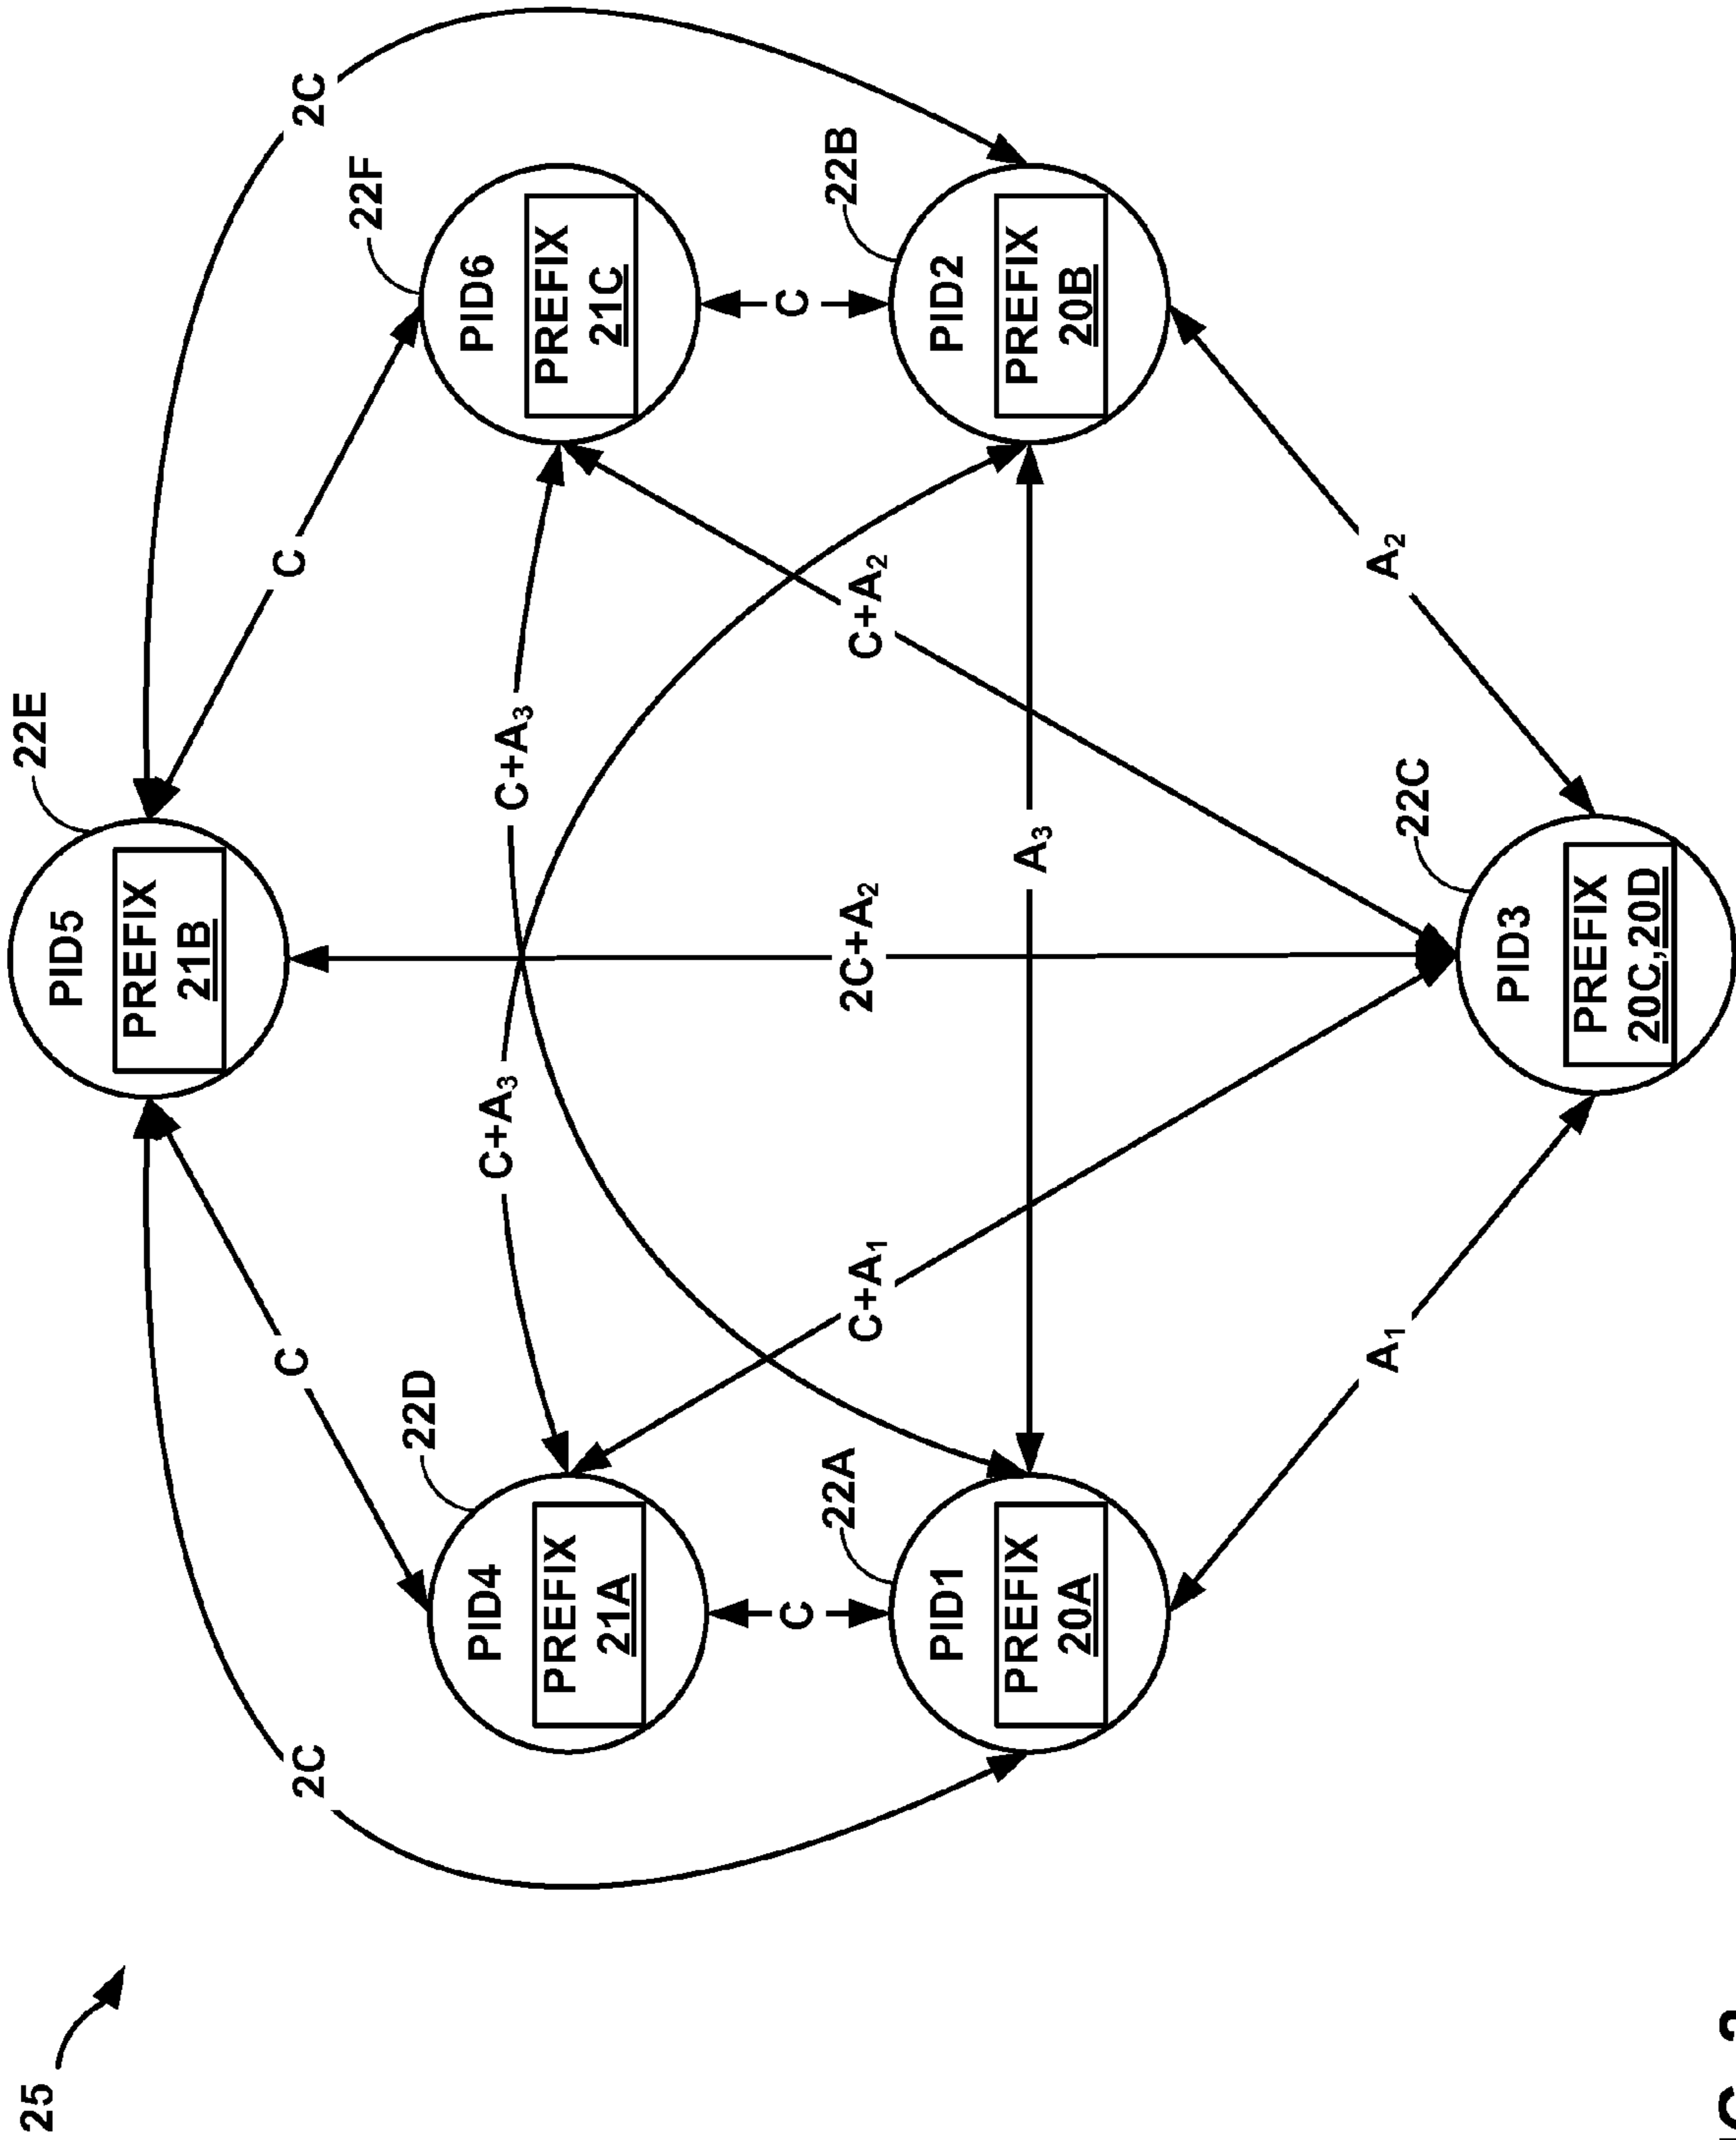 25
22E
PID5
PREFIX
21B
2C
2C
C
C
22D
PID4
PREFIX
21A
22F
PID6
PREFIX
21C
C+A3
C+A3
C
C
22A
PID1
PREFIX
20A
22B
PID2
PREFIX
20B
C+A1
2C+A2
C+A2
A3
A1
A2
22C
PID3
PREFIX
20C,20D